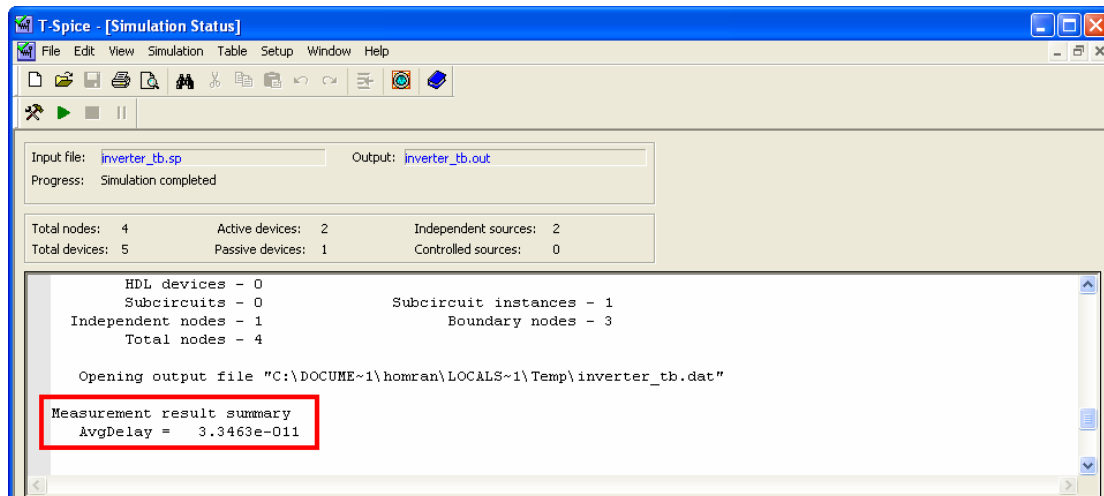 T-Spice - [Simulation Status]
File Edit View Simulation Table Setup Window Help
Input file: inverter_tb.sp Output: inverter_tb.out
Progress: Simulation completed
Total nodes: 4 Active devices: 2 Independent sources: 2
Total devices: 5 Passive devices: 1 Controlled sources: 0
HDL devices - 0
Subcircuits - 0 Subcircuit instances - 1
Independent nodes - 1 Boundary nodes - 3
Total nodes - 4
Opening output file "C:\DOCUME~1\homran\LOCALS~1\Temp\inverter_tb.dat"
Measurement result summary
AvgDelay = 3.3463e-011